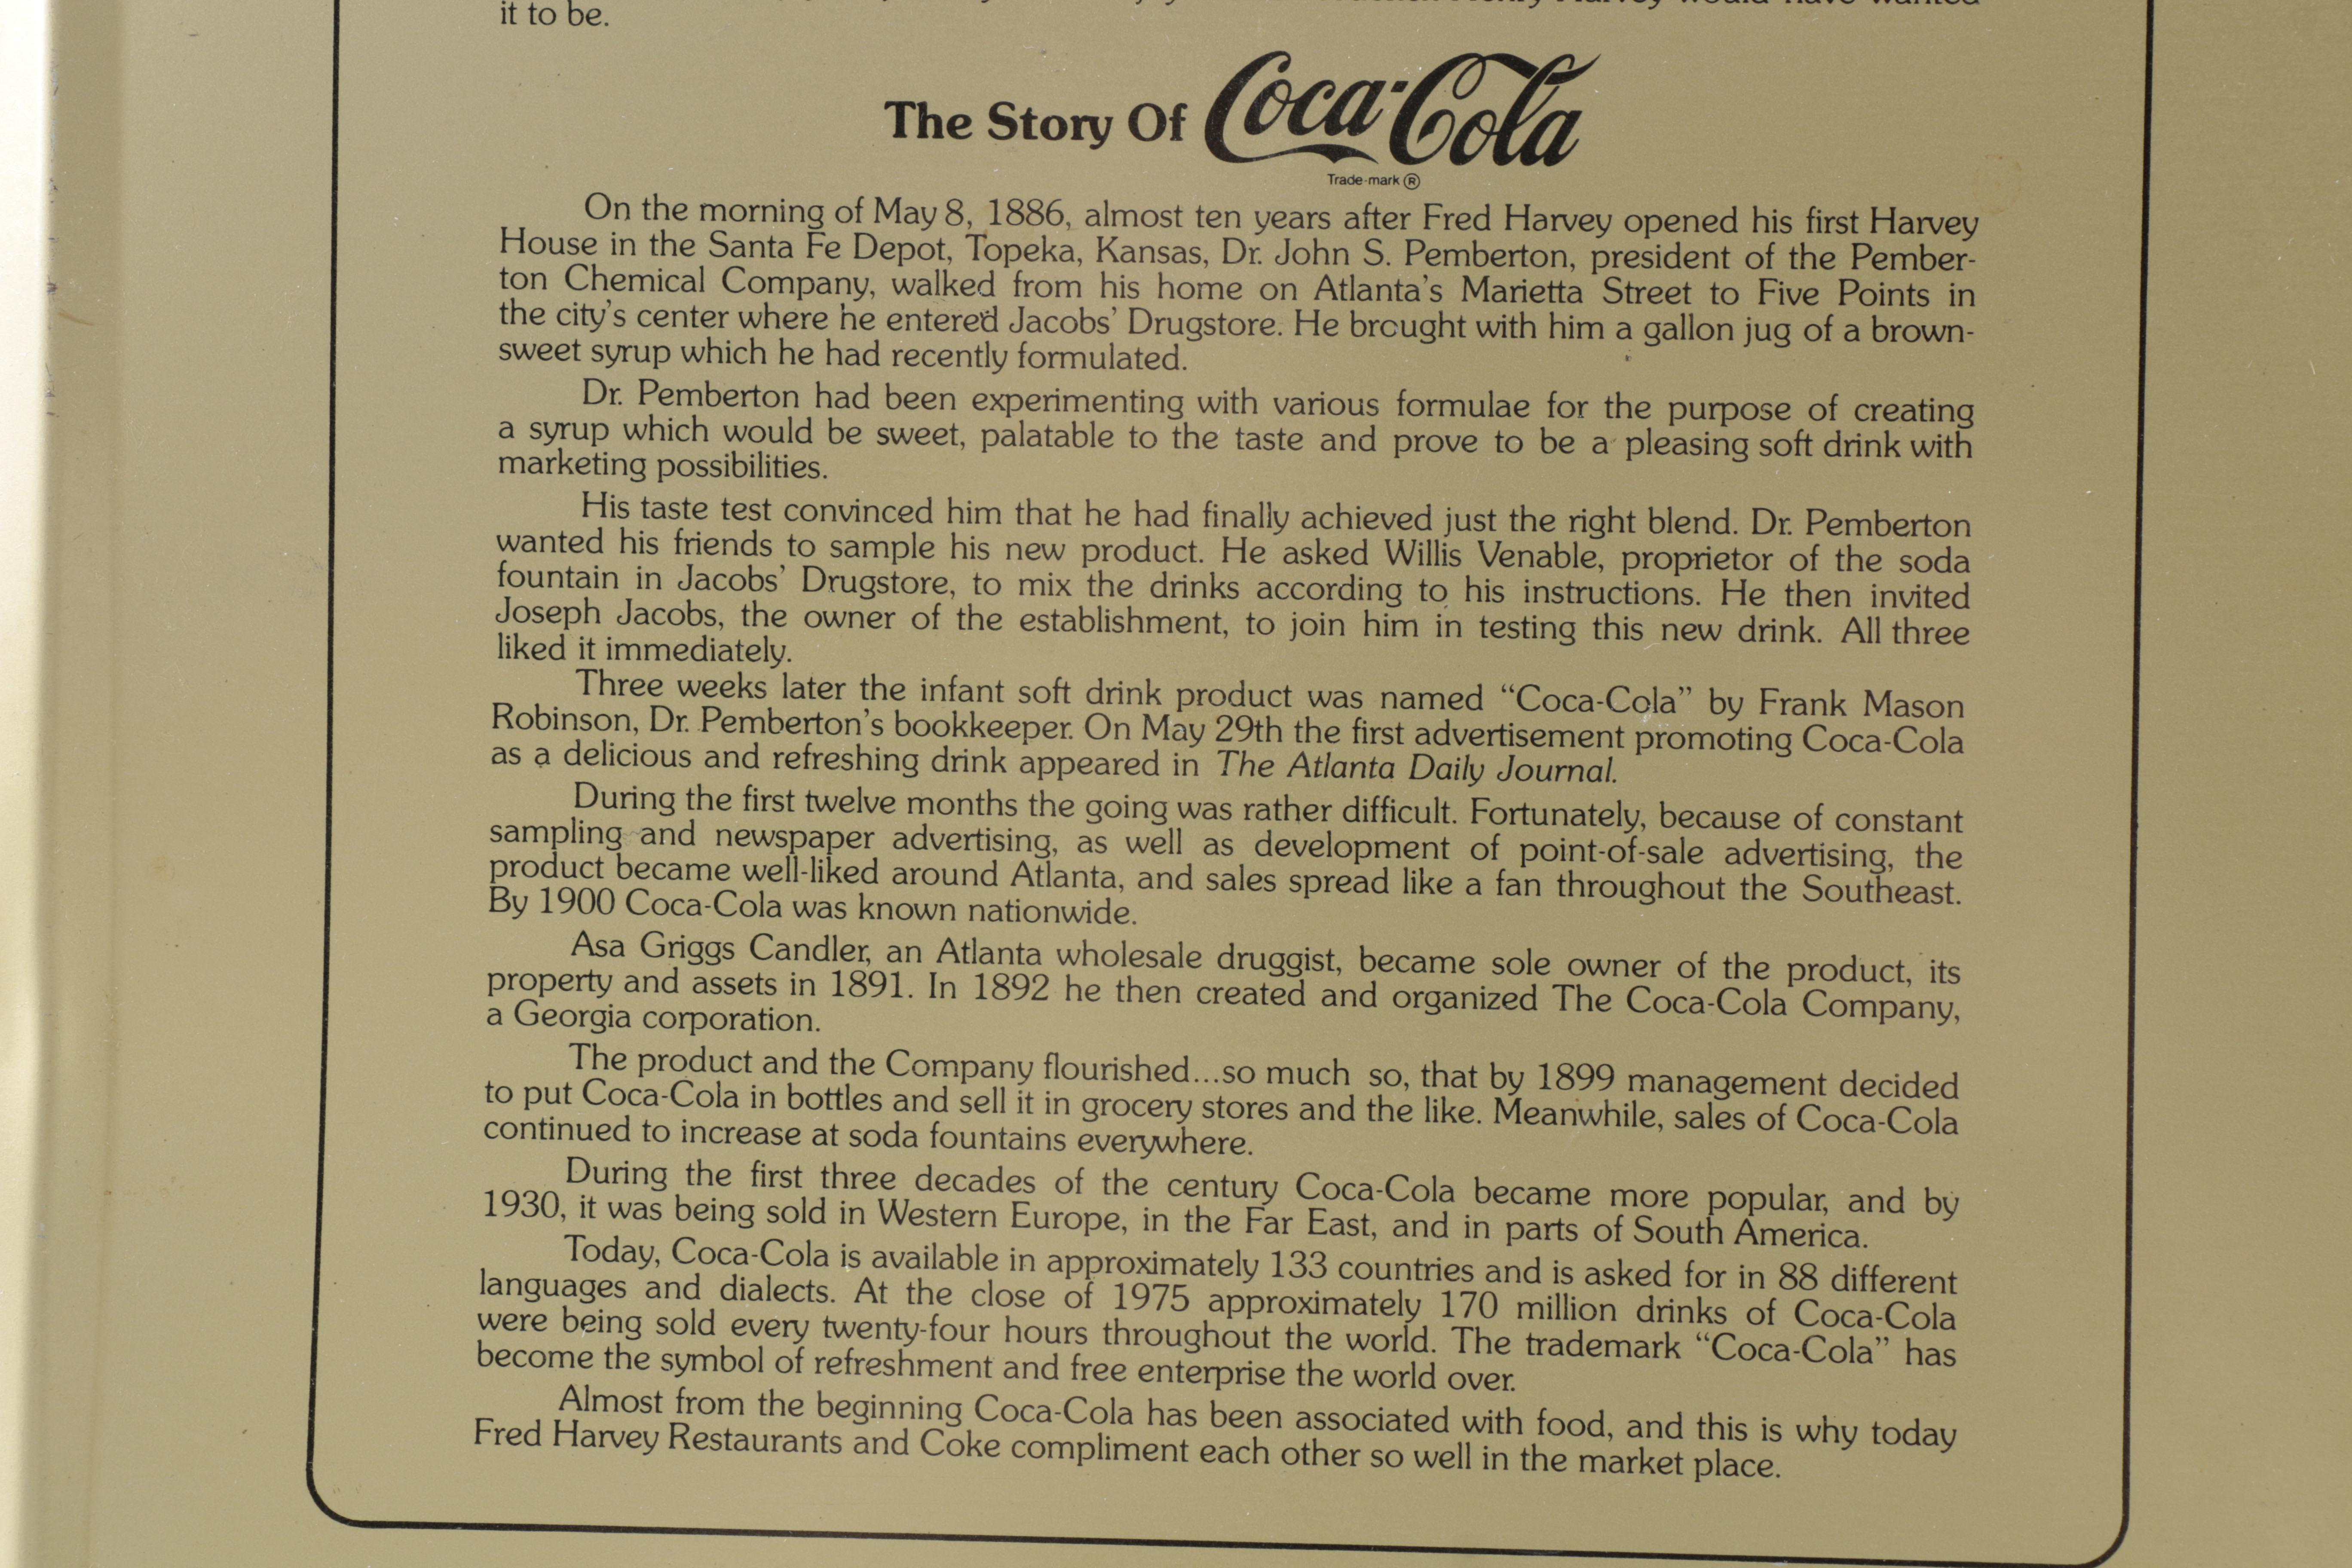 Henry Harvey would have wanted
it to be.
The Story Of Coca-Cola
Trade-mark ®
On the morning of May 8, 1886, almost ten years after Fred Harvey opened his first Harvey
House in the Santa Fe Depot, Topeka, Kansas, Dr. John S. Pemberton, president of the Pember-
ton Chemical Company, walked from his home on Atlanta's Marietta Street to Five Points in
the city's center where he entered Jacobs' Drugstore. He brought with him a gallon jug of a brown-
sweet syrup which he had recently formulated.
Dr. Pemberton had been experimenting with various formulae for the purpose of creating
a syrup which would be sweet, palatable to the taste and prove to be a pleasing soft drink with
marketing possibilities.
His taste test convinced him that he had finally achieved just the right blend. Dr. Pemberton
wanted his friends to sample his new product. He asked Willis Venable, proprietor of the soda
fountain in Jacobs' Drugstore, to mix the drinks according to his instructions. He then invited
Joseph Jacobs, the owner of the establishment, to join him in testing this new drink. All three
liked it immediately.
Three weeks later the infant soft drink product was named “Coca-Cola” by Frank Mason
Robinson, Dr. Pemberton's bookkeeper. On May 29th the first advertisement promoting Coca-Cola
as a delicious and refreshing drink appeared in The Atlanta Daily Journal.
During the first twelve months the going was rather difficult. Fortunately, because of constant
sampling and newspaper advertising, as well as development of point-of-sale advertising, the
product became well-liked around Atlanta, and sales spread like a fan throughout the Southeast.
By 1900 Coca-Cola was known nationwide.
Asa Griggs Candler, an Atlanta wholesale druggist, became sole owner of the product, its
property and assets in 1891. In 1892 he then created and organized The Coca-Cola Company,
a Georgia corporation.
The product and the Company flourished...so much so, that by 1899 management decided
to put Coca-Cola in bottles and sell it in grocery stores and the like. Meanwhile, sales of Coca-Cola
continued to increase at soda fountains everywhere.
During the first three decades of the century Coca-Cola became more popular, and by
1930, it was being sold in Western Europe, in the Far East, and in parts of South America.
Today, Coca-Cola is available in approximately 133 countries and is asked for in 88 different
languages and dialects. At the close of 1975 approximately 170 million drinks of Coca-Cola
were being sold every twenty-four hours throughout the world. The trademark “Coca-Cola” has
become the symbol of refreshment and free enterprise the world over.
Almost from the beginning Coca-Cola has been associated with food, and this is why today
Fred Harvey Restaurants and Coke compliment each other so well in the market place.